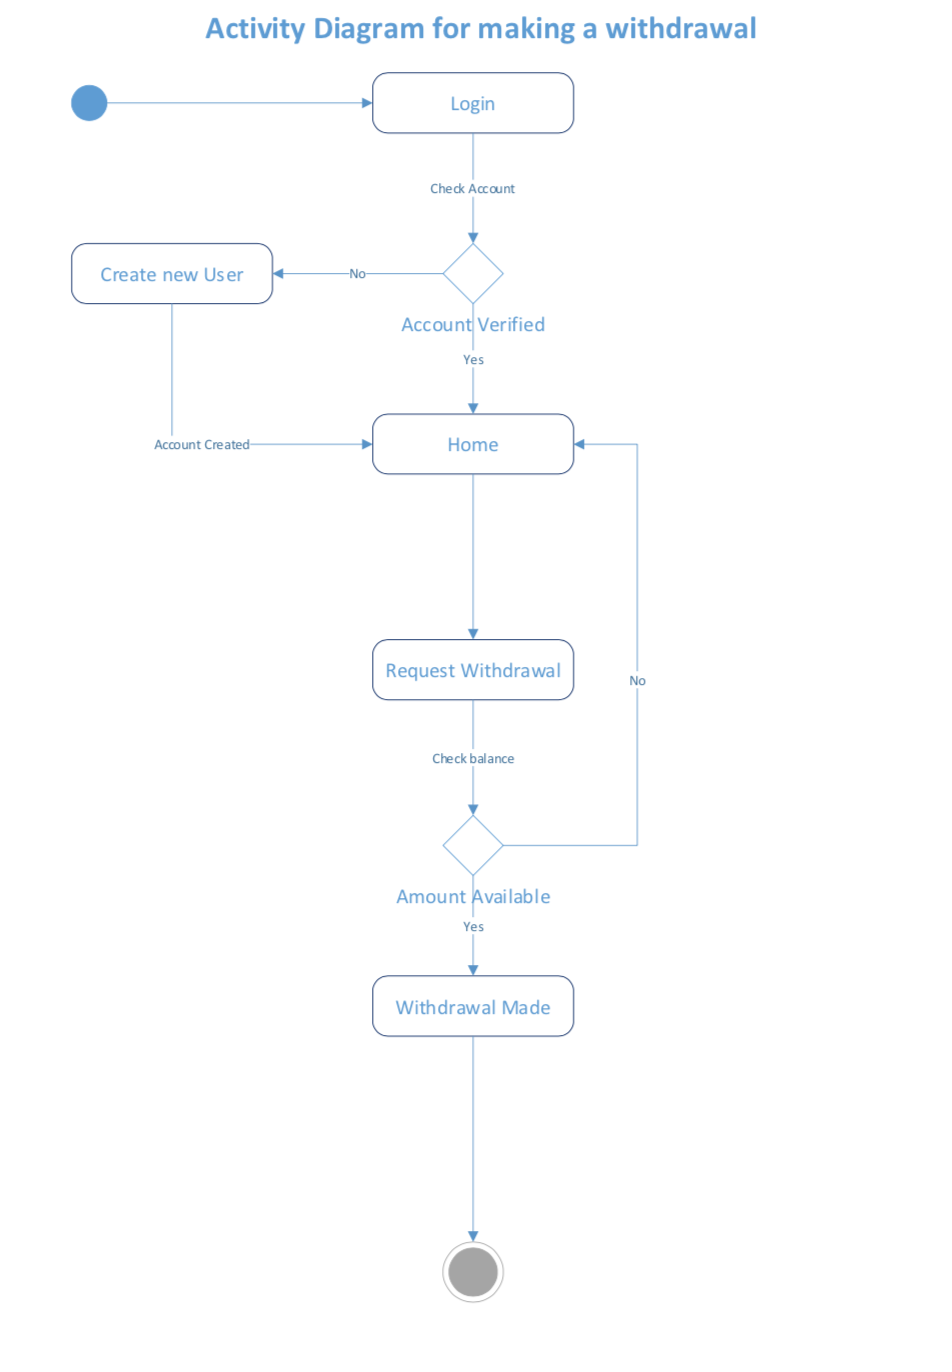 Activity Diagram for making a withdrawal
Login
Check Account
Create new User
No
Account Verified
Yes
Account Created
Home
Request Withdrawal
No
Check balance
Amount Available
Yes
Withdrawal Made